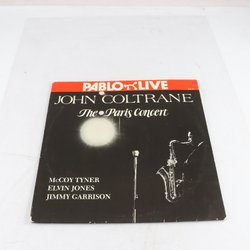 PABLO LIVE
JOHN COLTRANE
The Paris Concert
McCOY TYNER
ELVIN JONES
JIMMY GARRISON